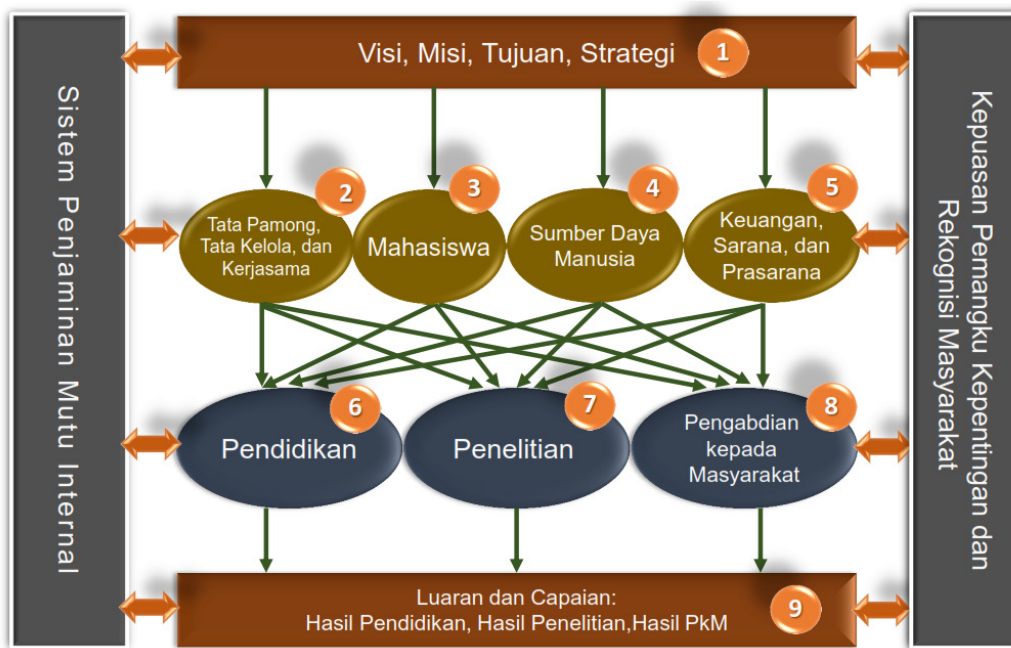 Sistem Penjaminan Mutu Internal
Visi, Misi, Tujuan, Strategi
1
Kepuasan Pemangku Kepentingan dan
Rekognisi Masyarakat
2
Tata Pamong,
Tata Kelola, dan
Kerjasama
3
Mahasiswa
4
Sumber Daya
Manusia
5
Keuangan,
Sarana, dan
Prasarana
6
Pendidikan
7
Penelitian
8
Pengabdian
kepada
Masyarakat
Luaran dan Capaian:
Hasil Pendidikan, Hasil Penelitian,Hasil PkM
9